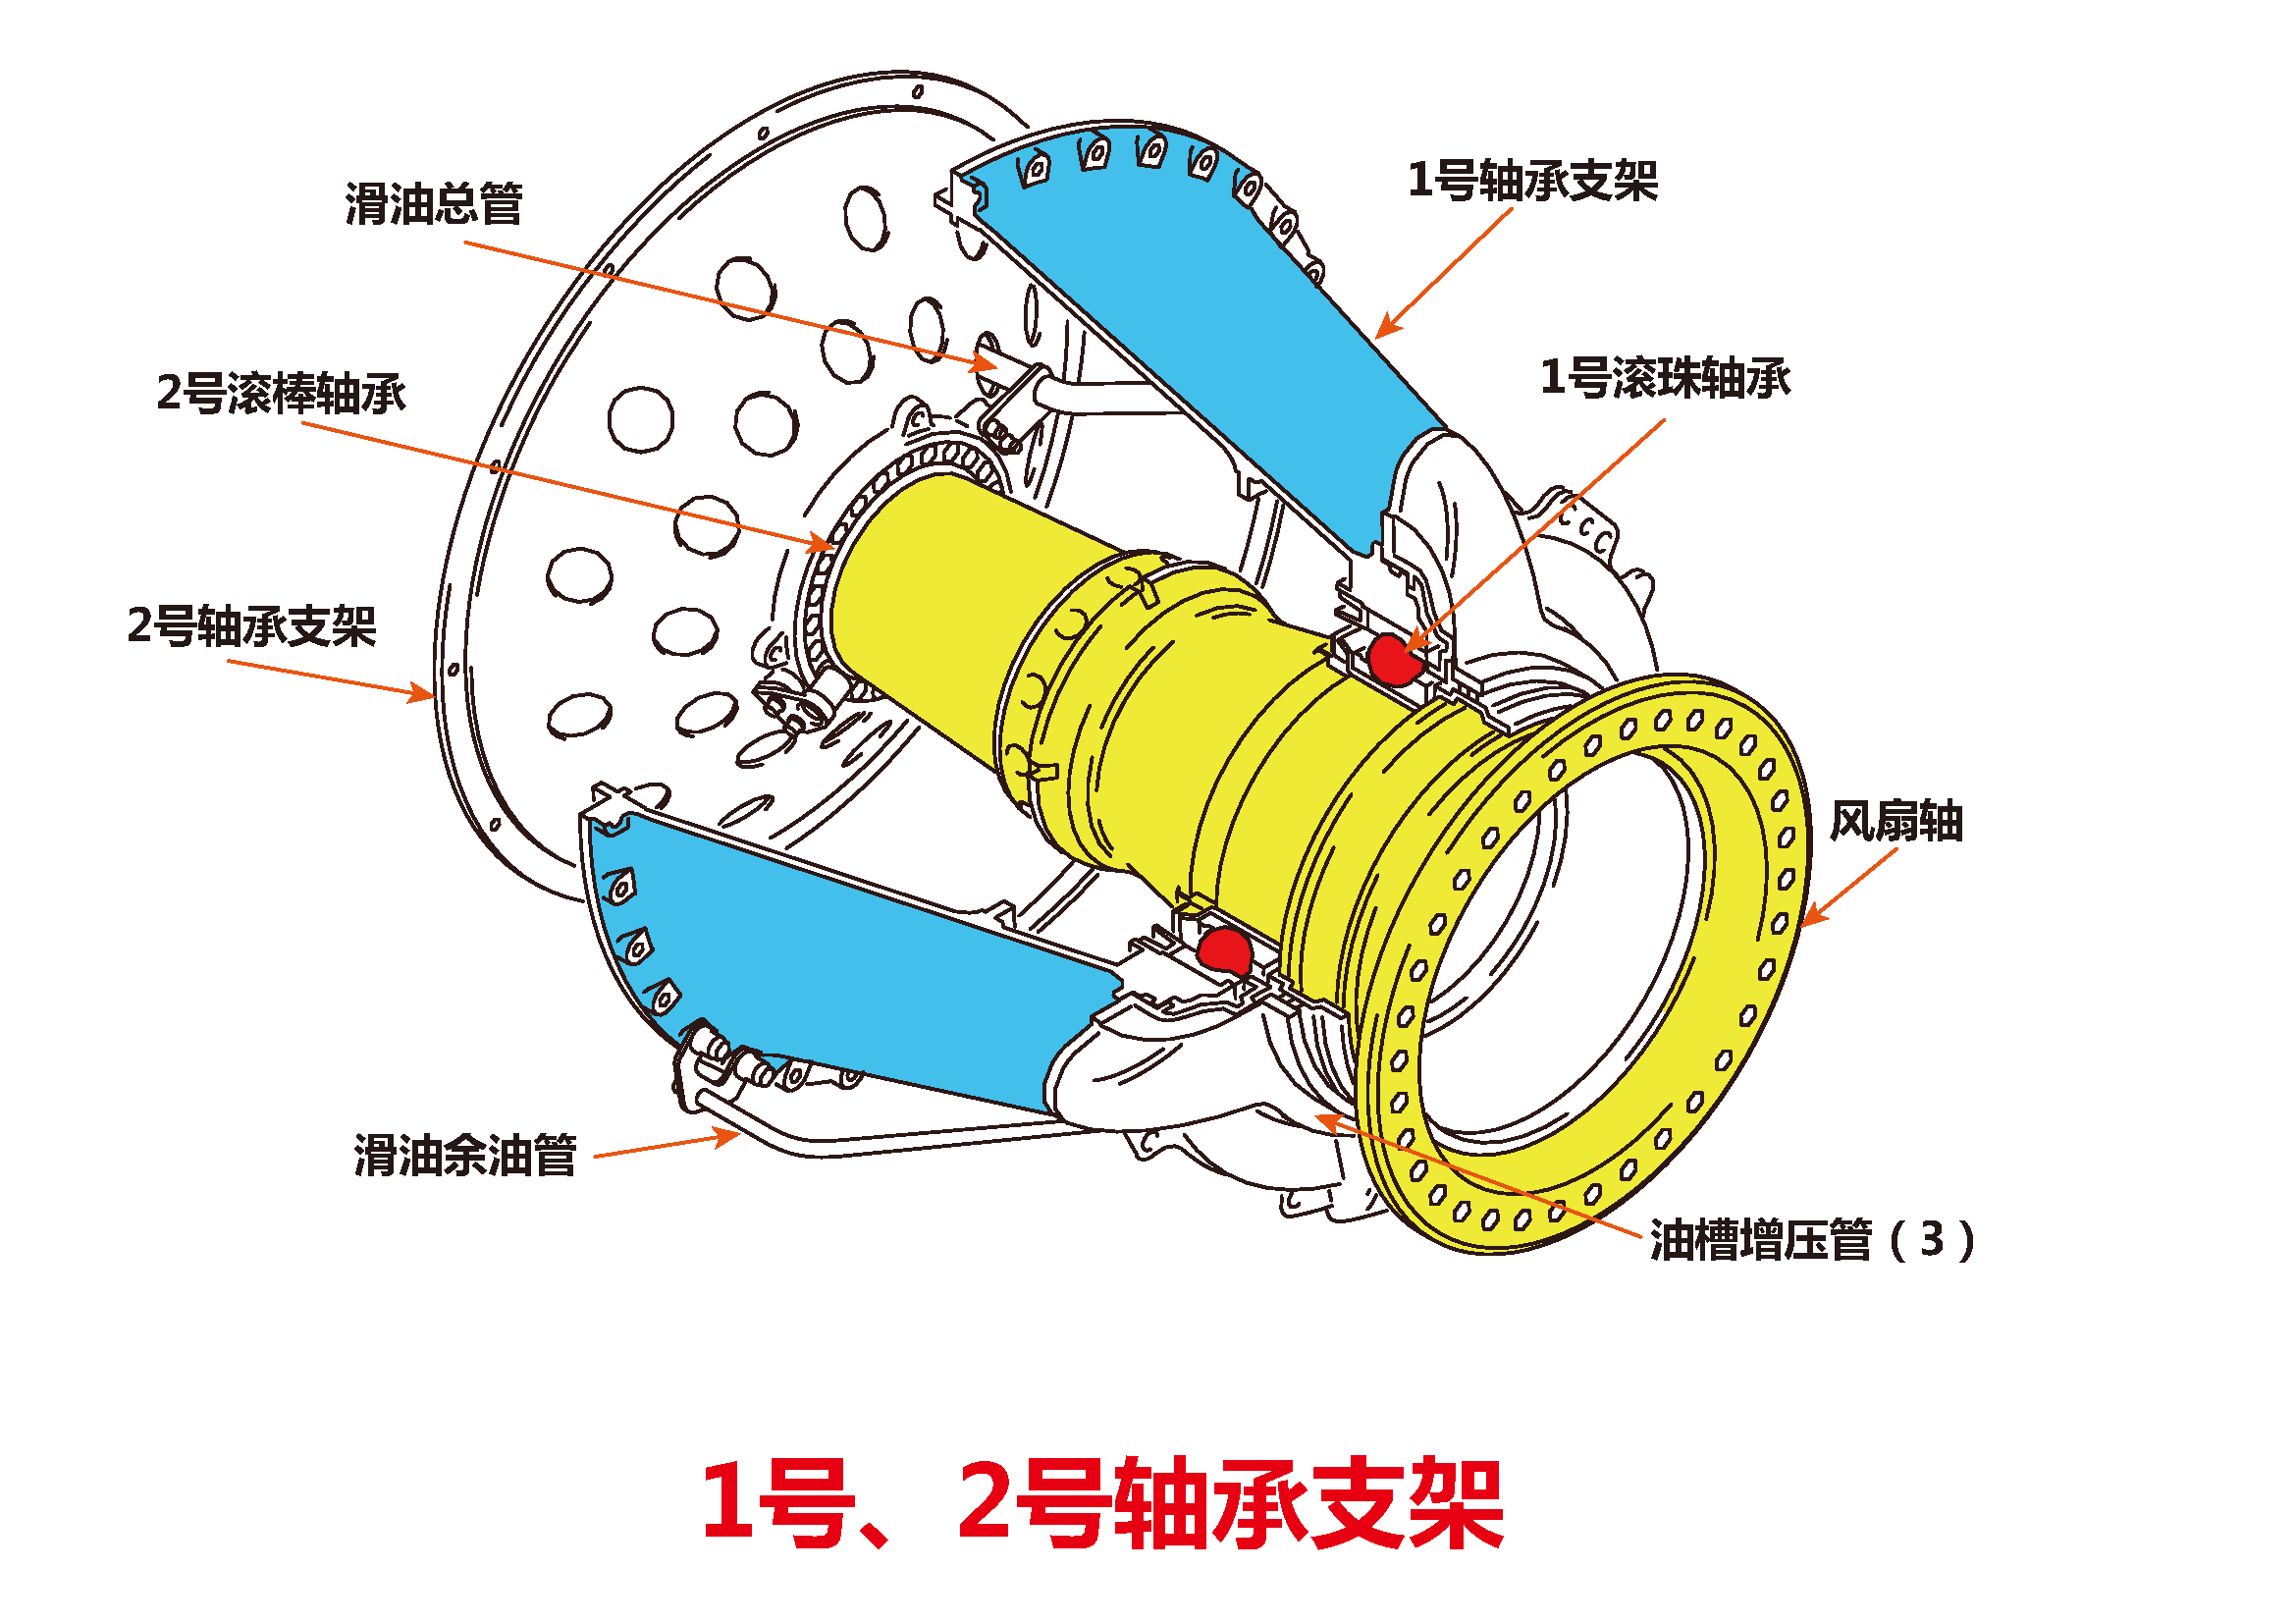 1号轴承支架
滑油总管
1号滚珠轴承
2号滚棒轴承
2号轴承支架
风扇轴
滑油余油管
油槽增压管（3）
1号、2号轴承支架